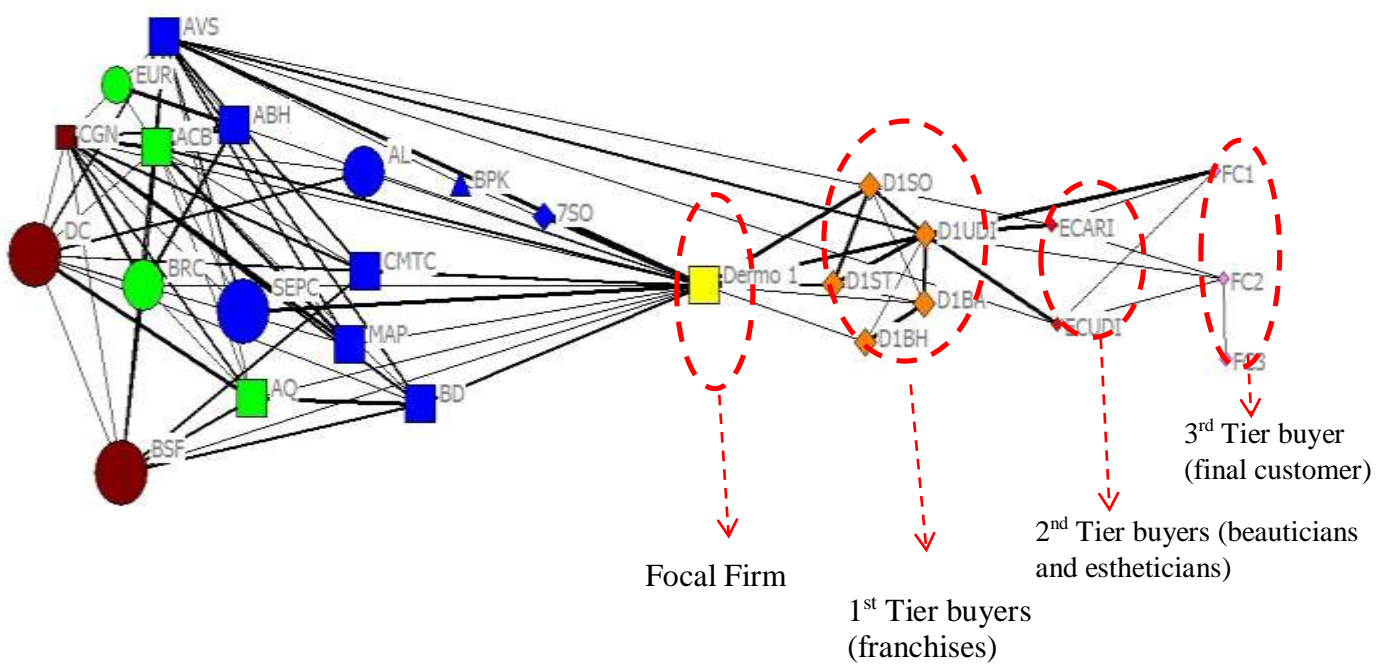 AVS
EUR
ABH
CGN
ACB
AL
BPK
7SO
DC
BRC
SEPC
CMTC
MAP
AQ
BD
BSF
Dermo 1
D1SO
D1UDI
D1ST7
D1BA
D1BH
ECARI
ECUDI
FC1
FC2
FC3
Focal Firm
1st Tier buyers
(franchises)
2nd Tier buyers (beauticians
and estheticians)
3rd Tier buyer
(final customer)